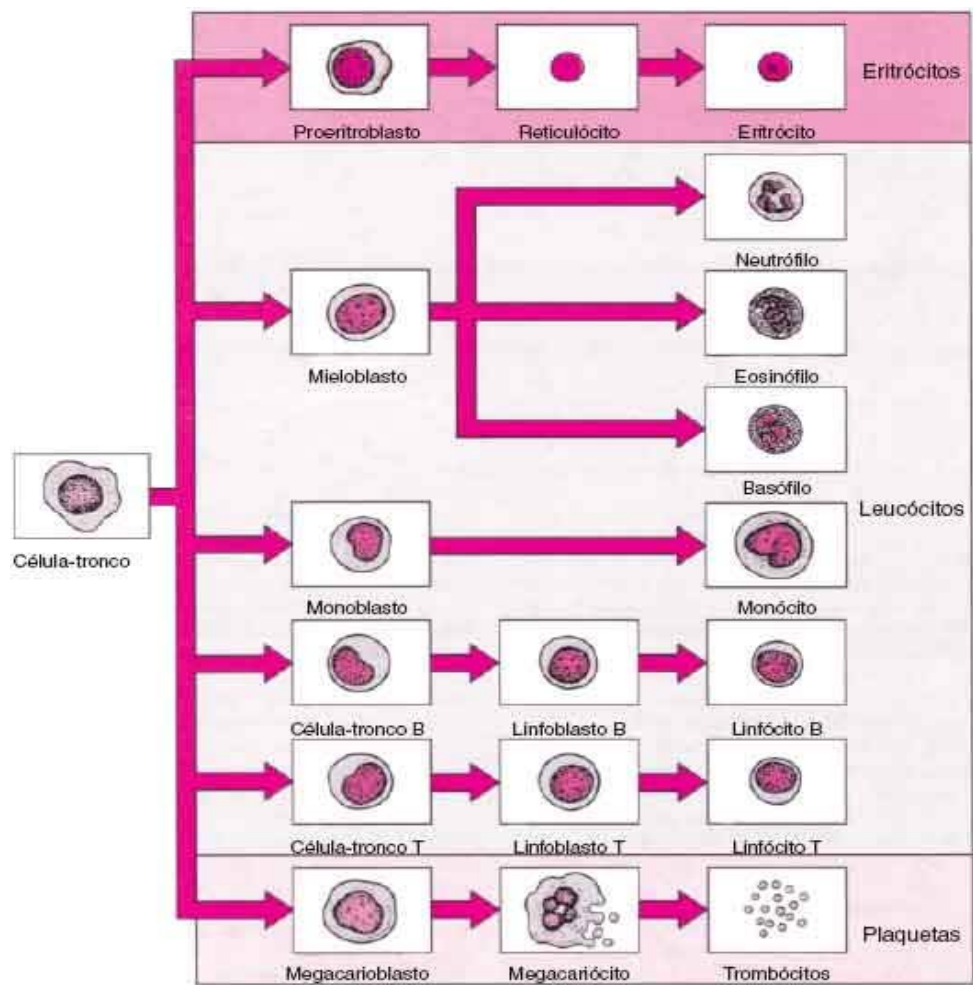 Eritrócitos
Proeritroblasto Reticulócito Eritrócito
Neutrófilo
Mieloblasto Eosinófilo
Basófilo
Leucócitos
Célula-tronco
Monoblasto Monócito
Célula-tronco B Linfoblasto B Linfócito B
Célula-tronco T Linfoblasto T Linfócito T
Plaquetas
Megacarioblasto Megacariócito Trombócitos